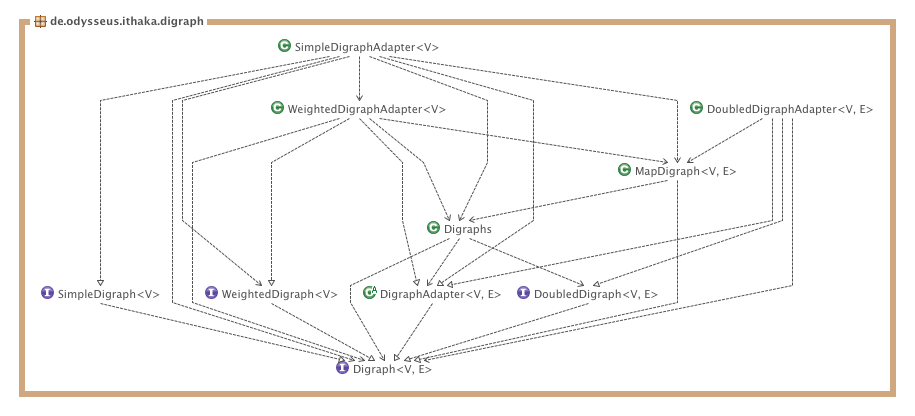 de.odysseus.ithaka.digraph
SimpleDigraphAdapter<V>
WeightedDigraphAdapter<V>
DoubledDigraphAdapter<V, E>
MapDigraph<V, E>
Digraphs
SimpleDigraph<V>
WeightedDigraph<V>
DigraphAdapter<V, E>
DoubledDigraph<V, E>
Digraph<V, E>